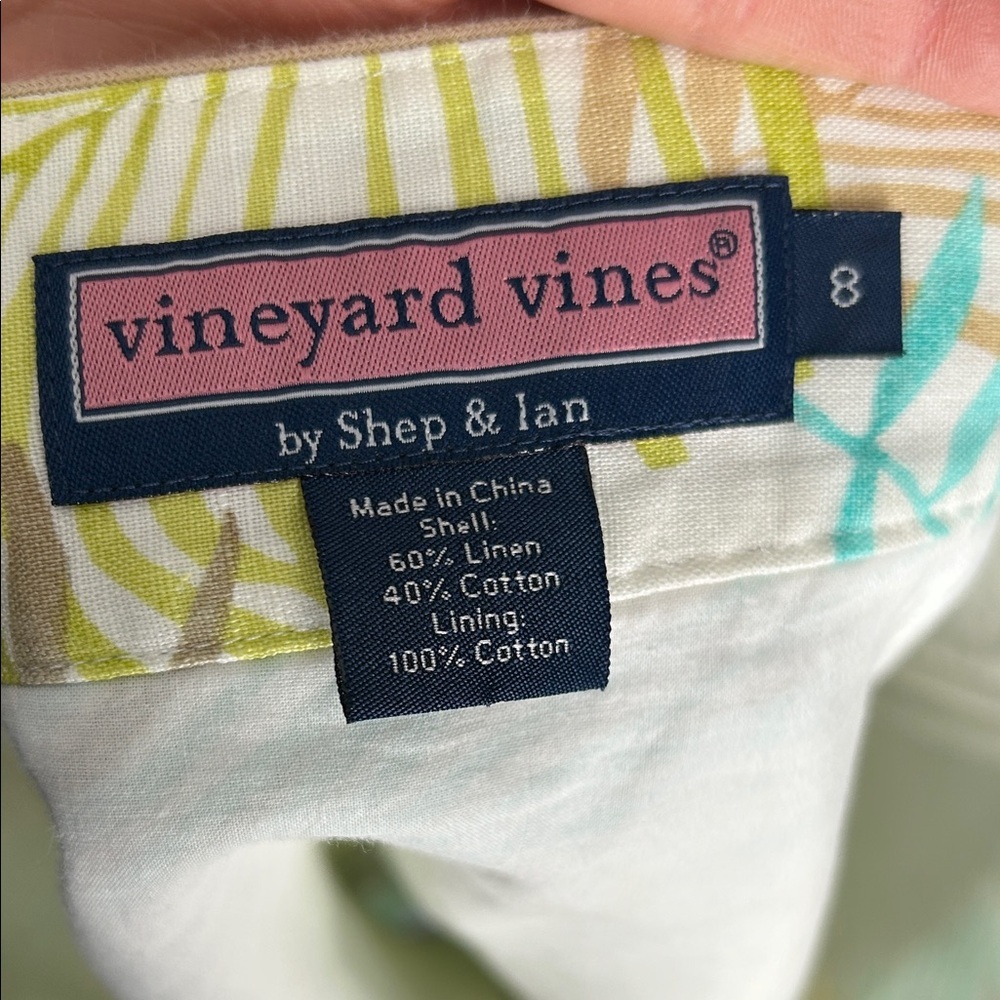 vineyard vines®
8
by Shep & Ian
Made in China
Shell:
60% Linen
40% Cotton
Lining:
100% Cotton